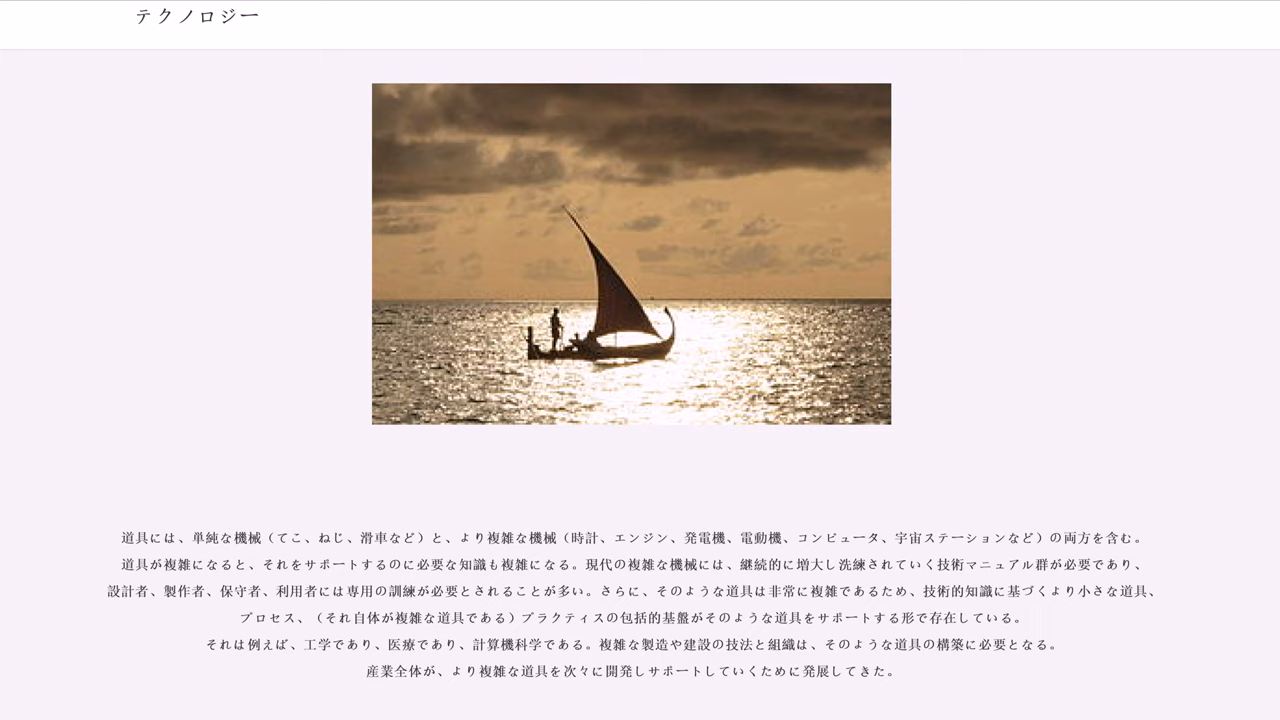 テクノロジー
道具には、単純な機械（てこ、ねじ、滑車など）と、より複雑な機械（時計、エンジン、発電機、電動機、コンピュータ、宇宙ステーションなど）の両方を含む。
道具が複雑になると、それをサポートするのに必要な知識も複雑になる。現代の複雑な機械には、継続的に増大し洗練されていく技術マニュアル群が必要であり、
設計者、製作者、保守者、利用者には専用の訓練が必要とされることが多い。さらに、そのような道具は非常に複雑であるため、技術的知識に基づくより小さな道具、
プロセス、（それ自体が複雑な道具である）プラクティスの包括的基盤がそのような道具をサポートする形で存在している。
それは例えば、工学であり、医療であり、計算機科学である。複雑な製造や建設の技法と組織は、そのような道具の構築に必要となる。
産業全体が、より複雑な道具を次々に開発しサポートしていくために発展してきた。